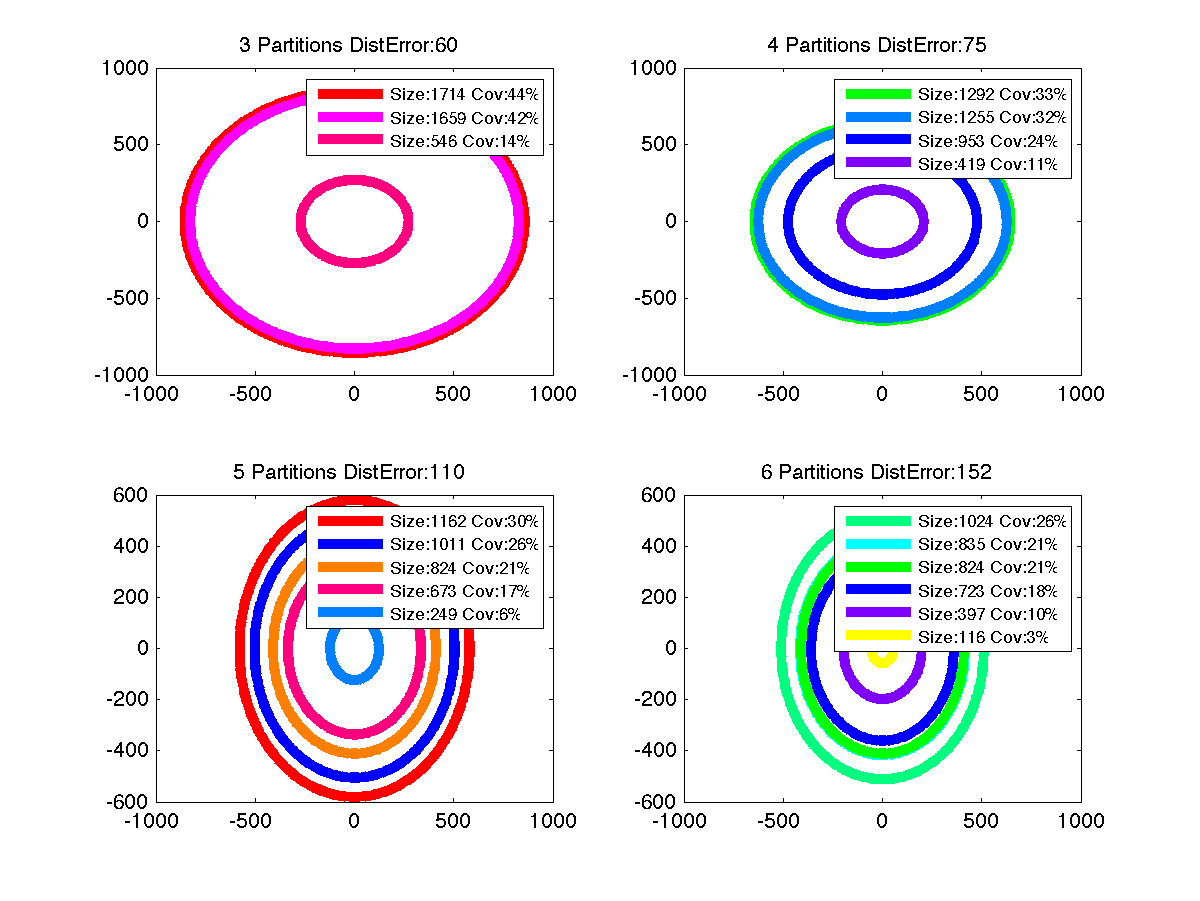 3 Partitions DistError:60
1000
500
0
-500
-1000
-1000 -500 0 500 1000
Size:1714 Cov:44%
Size:1659 Cov:42%
Size:546 Cov:14%
4 Partitions DistError:75
1000
500
0
-500
-1000
-1000 -500 0 500 1000
Size:1292 Cov:33%
Size:1255 Cov:32%
Size:953 Cov:24%
Size:419 Cov:11%
5 Partitions DistError:110
600
400
200
0
-200
-400
-600
-1000 -500 0 500 1000
Size:1162 Cov:30%
Size:1011 Cov:26%
Size:824 Cov:21%
Size:673 Cov:17%
Size:249 Cov:6%
6 Partitions DistError:152
600
400
200
0
-200
-400
-600
-1000 -500 0 500 1000
Size:1024 Cov:26%
Size:835 Cov:21%
Size:824 Cov:21%
Size:723 Cov:18%
Size:397 Cov:10%
Size:116 Cov:3%